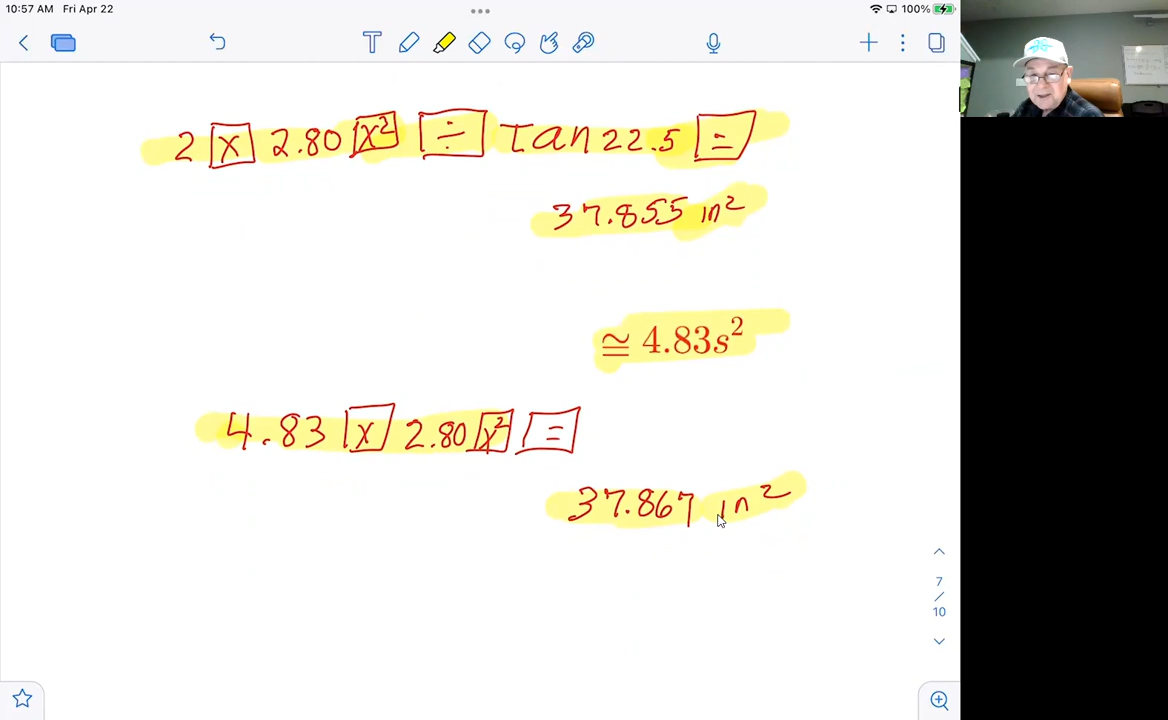 10:57 AM Fri Apr 22
100%
T
2 x 2.80 x² ÷ Tan 22.5 =
37.855 in²
≅ 4.83s²
4.83 x 2.80 x² =
37.867 in²
7
/
10